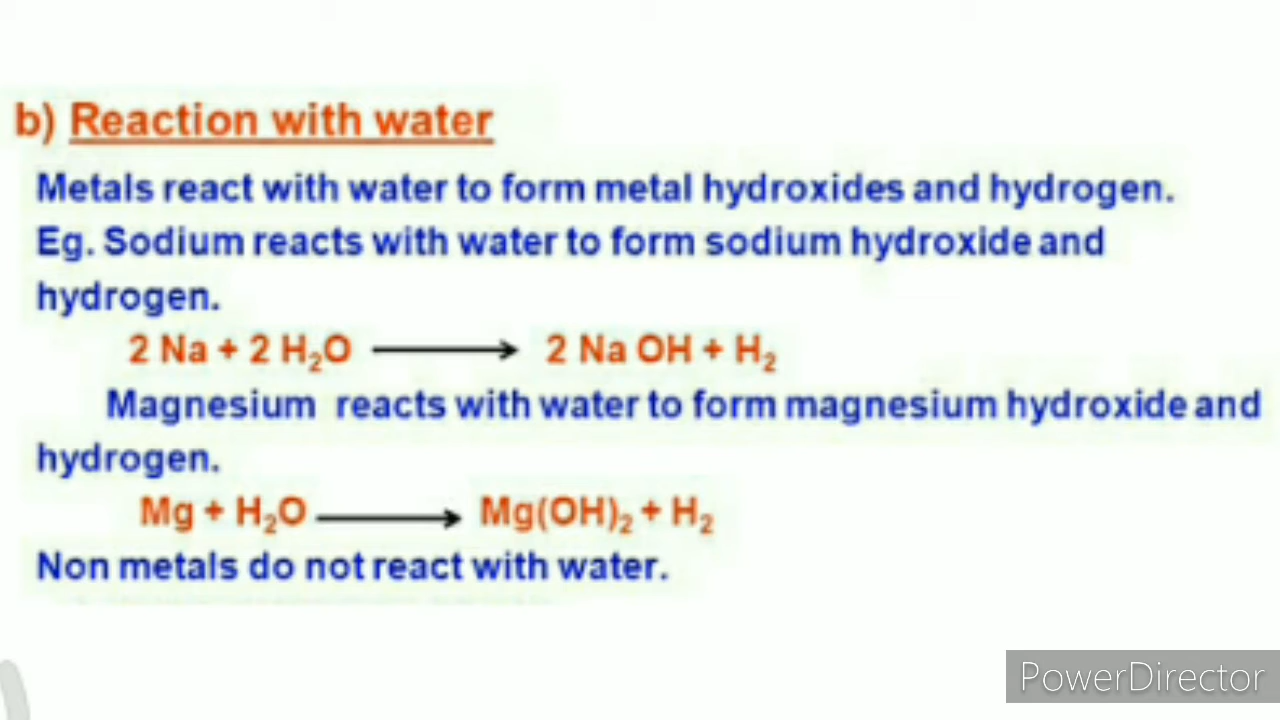 b) Reaction with water
Metals react with water to form metal hydroxides and hydrogen.
Eg. Sodium reacts with water to form sodium hydroxide and
hydrogen.
2 Na + 2 H₂O ⟶ 2 Na OH + H₂
Magnesium reacts with water to form magnesium hydroxide and
hydrogen.
Mg + H₂O ⟶ Mg(OH)₂ + H₂
Non metals do not react with water.
PowerDirector